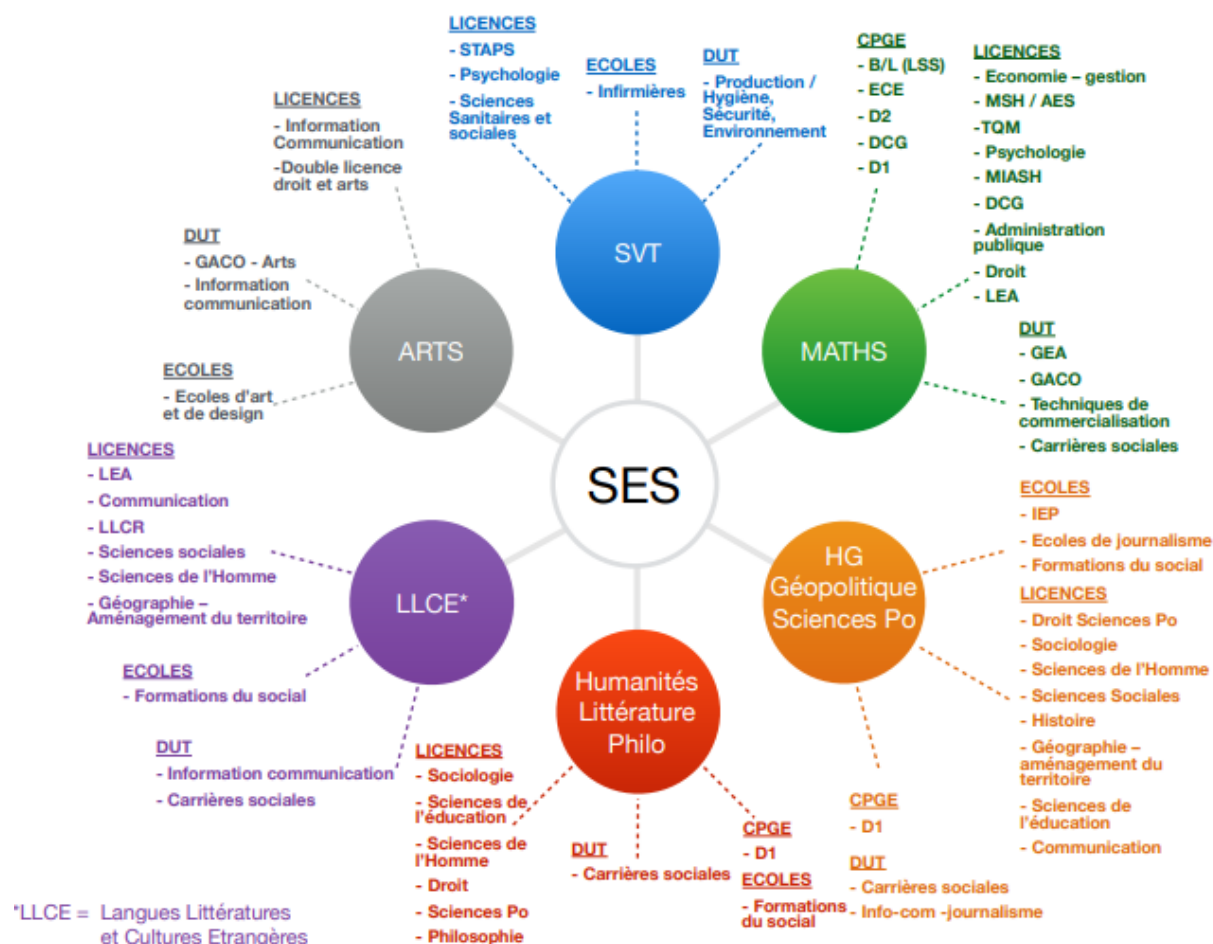 LICENCES
- STAPS
- Psychologie
- Sciences
Sanitaires et
sociales
ECOLES
- Infirmières
DUT
- Production /
Hygiène,
Sécurité,
Environnement
CPGE
- B/L (LSS)
- ECE
- D2
- DCG
- D1
LICENCES
- Economie – gestion
- MSH / AES
-TQM
- Psychologie
- MIASH
- DCG
- Administration
publique
- Droit
- LEA
LICENCES
- Information
Communication
-Double licence
droit et arts
DUT
- GACO - Arts
- Information
communication
ECOLES
- Ecoles d'art
et de design
SVT
ARTS
MATHS
DUT
- GEA
- GACO
- Techniques de
commercialisation
- Carrières sociales
SES
LICENCES
- LEA
- Communication
- LLCR
- Sciences sociales
- Sciences de l'Homme
- Géographie –
Aménagement du territoire
ECOLES
- Formations du social
DUT
- Information communication
- Carrières sociales
LLCE*
HG
Géopolitique
Sciences Po
ECOLES
- IEP
- Ecoles de journalisme
- Formations du social
LICENCES
- Droit Sciences Po
- Sociologie
- Sciences de l'Homme
- Sciences Sociales
- Histoire
- Géographie –
aménagement du
territoire
- Sciences de
l'éducation
- Communication
Humanités
Littérature
Philo
LICENCES
- Sociologie
- Sciences de
l'éducation
- Sciences de
l'Homme
- Droit
- Sciences Po
- Philosophie
DUT
- Carrières sociales
CPGE
- D1
ECOLES
- Formations
du social
CPGE
- D1
DUT
- Carrières sociales
- Info-com -journalisme
*LLCE = Langues Littératures
et Cultures Etrangères